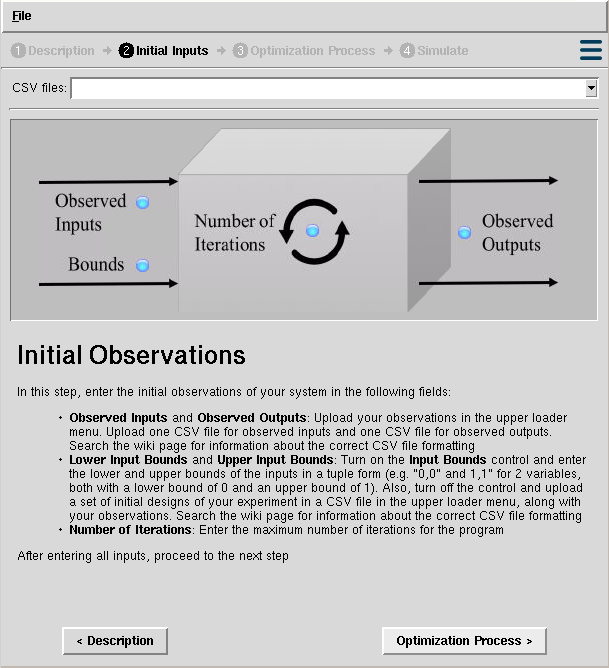 File
1 Description → 2 Initial Inputs → 3 Optimization Process → 4 Simulate
CSV files:
Observed
Inputs
Bounds
Number of
Iterations
Observed
Outputs
Initial Observations
In this step, enter the initial observations of your system in the following fields:
• Observed Inputs and Observed Outputs: Upload your observations in the upper loader
menu. Upload one CSV file for observed inputs and one CSV file for observed outputs.
Search the wiki page for information about the correct CSV file formatting
• Lower Input Bounds and Upper Input Bounds: Turn on the Input Bounds control and enter
the lower and upper bounds of the inputs in a tuple form (e.g. "0,0" and 1,1" for 2 variables,
both with a lower bound of 0 and an upper bound of 1). Also, turn off the control and upload
a set of initial designs of your experiment in a CSV file in the upper loader menu, along with
your observations. Search the wiki page for information about the correct CSV file formatting
• Number of Iterations: Enter the maximum number of iterations for the program
After entering all inputs, proceed to the next step
< Description
Optimization Process >